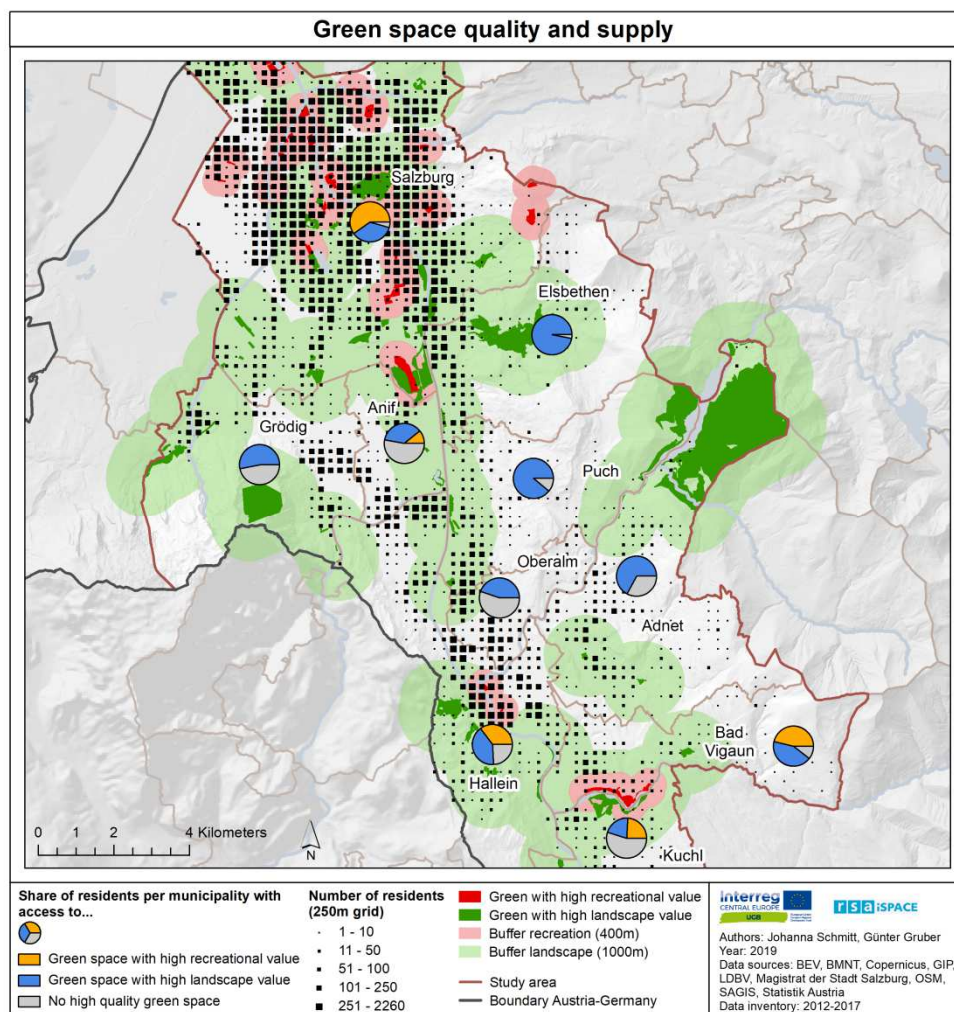 Green space quality and supply
Salzburg
Elsbethen
Anif
Grödig
Puch
Oberalm
Adnet
Bad
Vigaun
Hallein
Kuchl
0 1 2 4 Kilometers
N
Share of residents per municipality with
access to...
Green space with high recreational value
Green space with high landscape value
No high quality green space
Number of residents
(250m grid)
1 - 10
11 - 50
51 - 100
101 - 250
251 - 2260
Green with high recreational value
Green with high landscape value
Buffer recreation (400m)
Buffer landscape (1000m)
Study area
Boundary Austria-Germany
Interreg
CENTRAL EUROPE
UGB
rsa iSPACE
Authors: Johanna Schmitt, Günter Gruber
Year: 2019
Data sources: BEV, BMNT, Copernicus, GIP,
LDBV, Magistrat der Stadt Salzburg, OSM,
SAGIS, Statistik Austria
Data inventory: 2012-2017